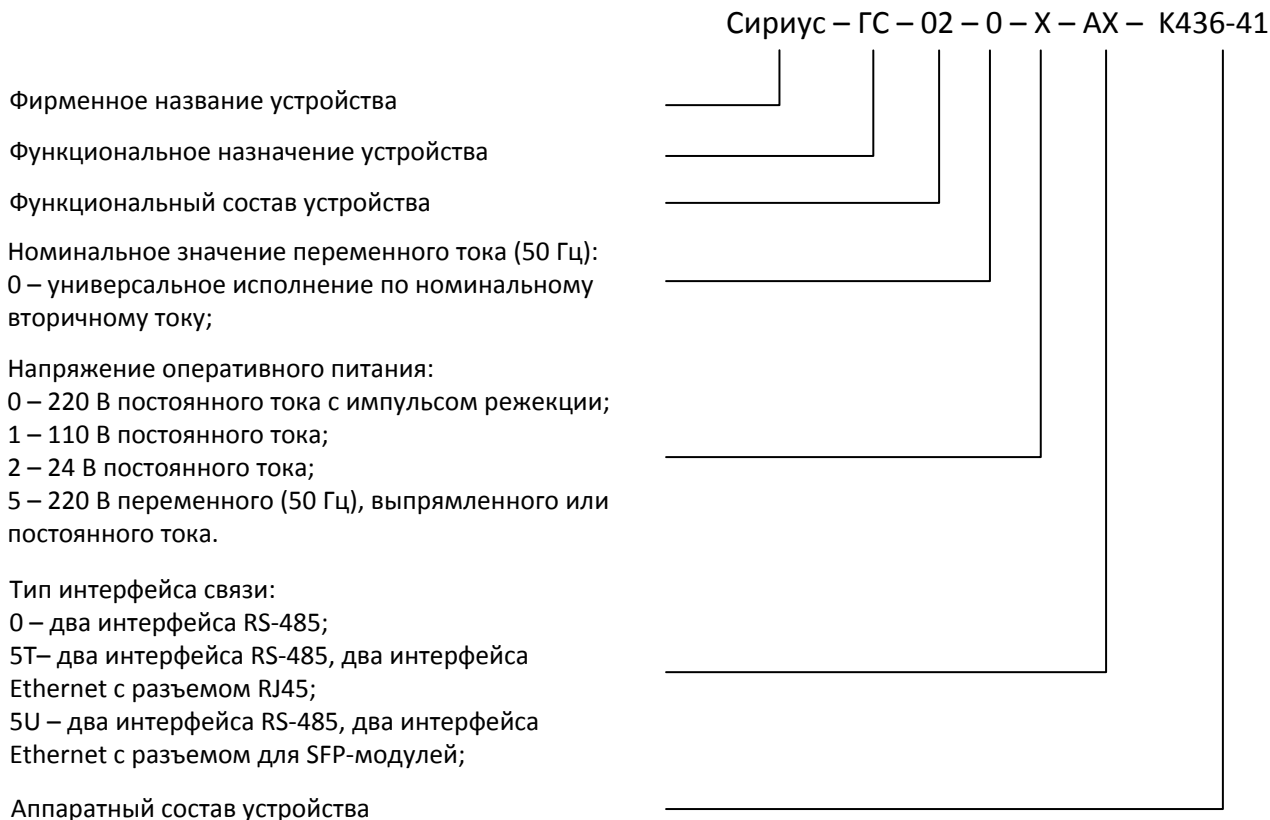 Сириус – ГС – 02 – 0 – Х – АХ – К436-41
Фирменное название устройства
Функциональное назначение устройства
Функциональный состав устройства
Номинальное значение переменного тока (50 Гц):
0 – универсальное исполнение по номинальному
вторичному току;
Напряжение оперативного питания:
0 – 220 В постоянного тока с импульсом режекции;
1 – 110 В постоянного тока;
2 – 24 В постоянного тока;
5 – 220 В переменного (50 Гц), выпрямленного или
постоянного тока.
Тип интерфейса связи:
0 – два интерфейса RS-485;
5T– два интерфейса RS-485, два интерфейса
Ethernet с разъемом RJ45;
5U – два интерфейса RS-485, два интерфейса
Ethernet с разъемом для SFP-модулей;
Аппаратный состав устройства